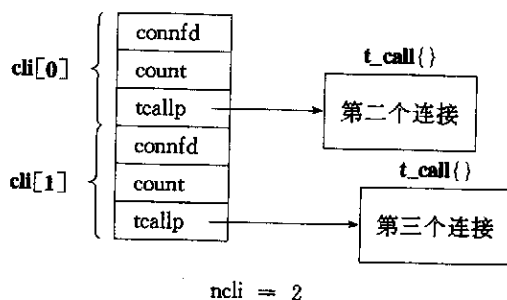 connfd
cli[0]
count
t_call{}
tcallp
第二个连接
connfd
cli[1]
count
t_call{}
tcallp
第三个连接
ncli = 2